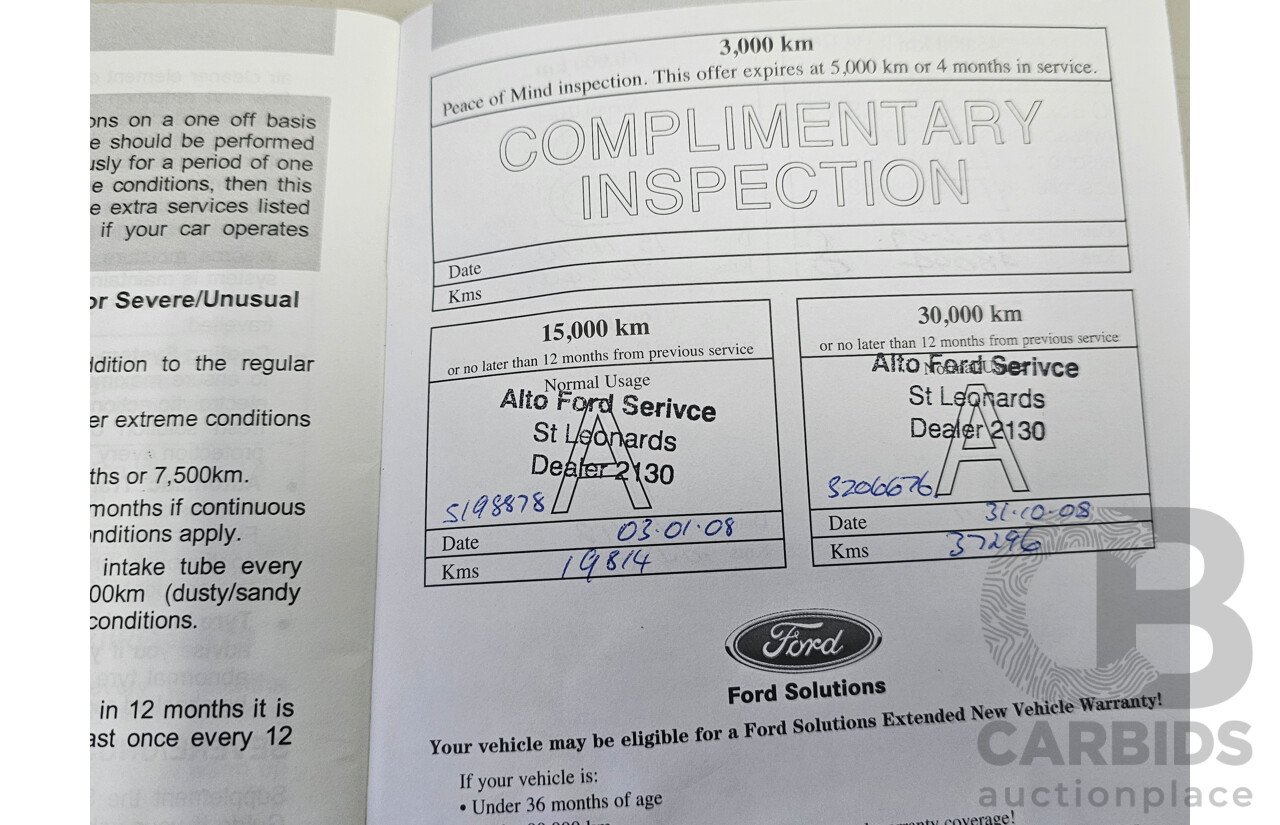 ons on a one off basis
e should be performed
usly for a period of one
e conditions, then this
e extra services listed
if your car operates
or Severe/Unusual
ddition to the regular
er extreme conditions
ths or 7,500km.
months if continuous
nditions apply.
intake tube every
00km (dusty/sandy
conditions.
in 12 months it is
ast once every 12
3,000 km
Peace of Mind inspection. This offer expires at 5,000 km or 4 months in service.
COMPLIMENTARY
INSPECTION
Date
Kms
15,000 km
or no later than 12 months from previous service
Normal Usage
Alto Ford Serivce
St Leonards
Dealer 2130
A
5198878
Date 03·01·08
Kms 19814
30,000 km
or no later than 12 months from previous service
Alto Ford Serivce
St Leonards
Dealer 2130
A
3206676
Date 31·10·08
Kms 37296
Ford
Ford Solutions
Your vehicle may be eligible for a Ford Solutions Extended New Vehicle Warranty!
If your vehicle is:
• Under 36 months of age
coverage!
CB
CARBIDS
auctionplace